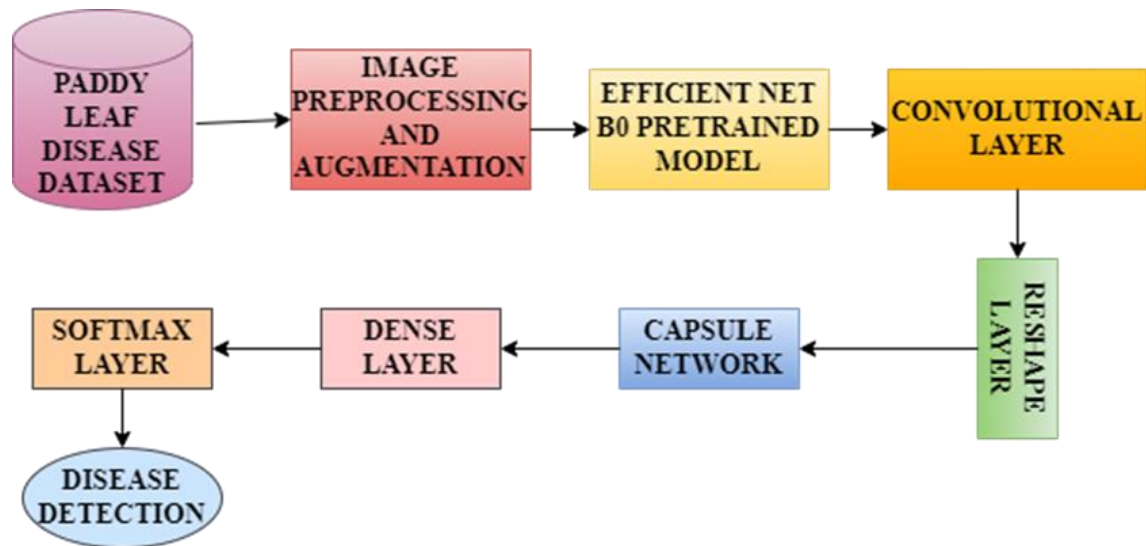 PADDY
LEAF
DISEASE
DATASET
IMAGE
PREPROCESSING
AND
AUGMENTATION
EFFICIENT NET
B0 PRETRAINED
MODEL
CONVOLUTIONAL
LAYER
RESHAPE
LAYER
CAPSULE
NETWORK
DENSE
LAYER
SOFTMAX
LAYER
DISEASE
DETECTION